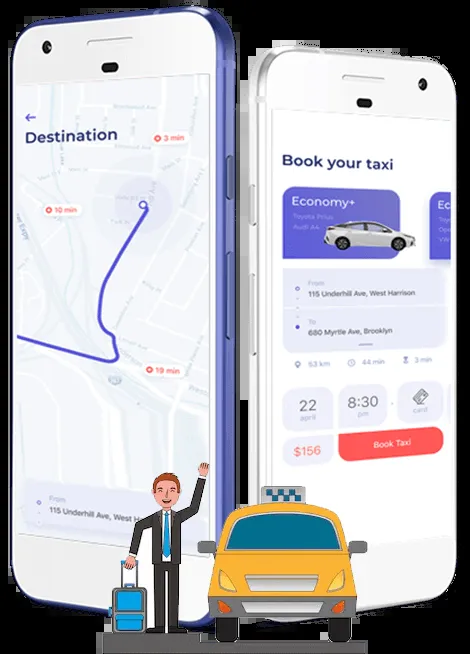 Destination
3 min
10 min
19 min
From
115 Underhill Ave, West H
Book your taxi
Economy+
Ec
Toyota Prius
Audi A4
VW
From
115 Underhill Ave, West Harrison
To
680 Myrtle Ave, Brooklyn
53 km
44 min
3 min
22
april
8:30
pm
card
$156
Book Taxi